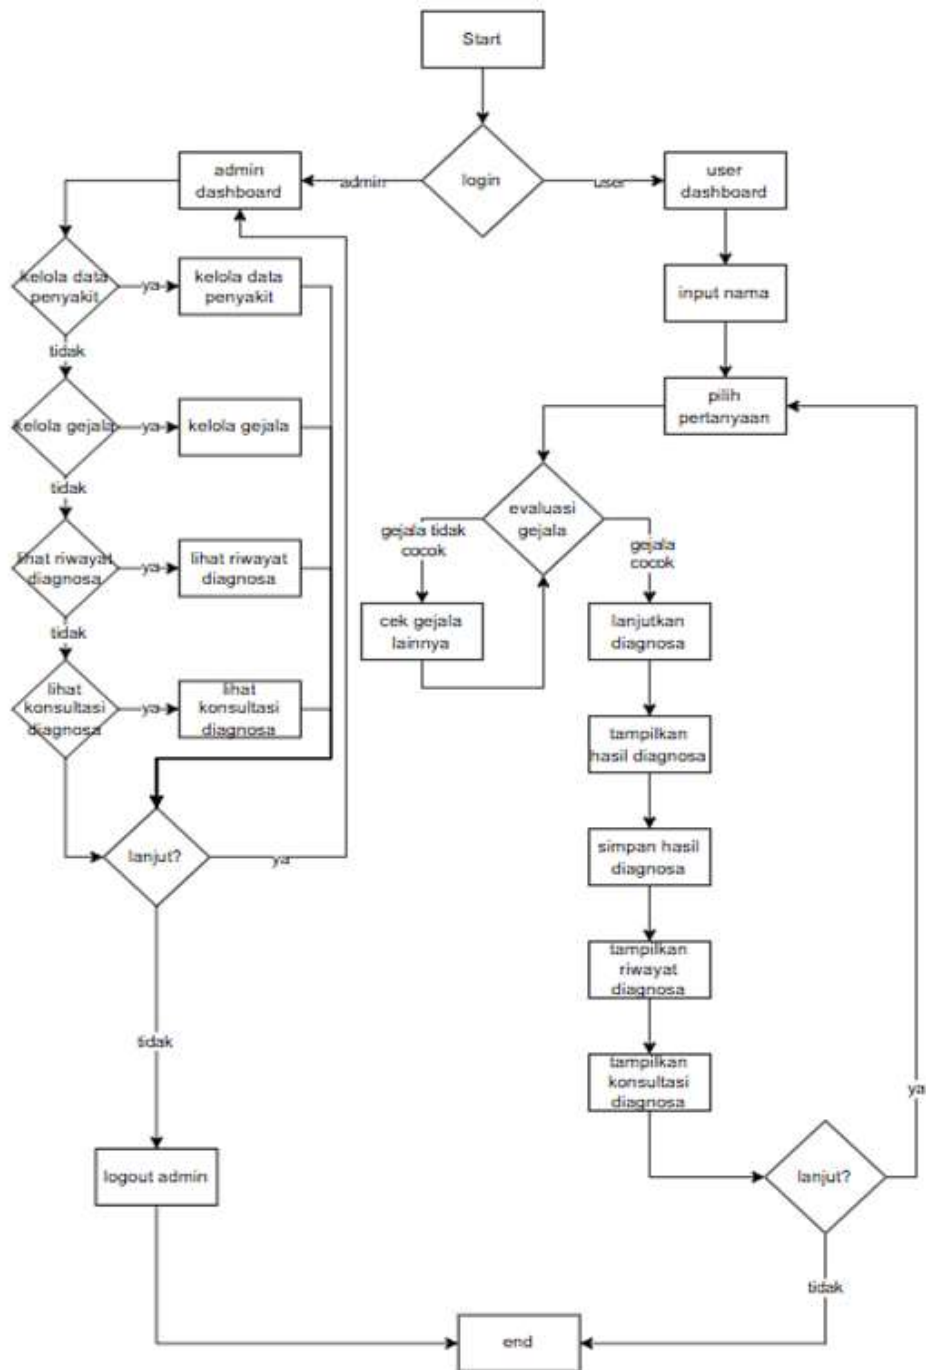 Start
login
admin
user
admin
dashboard
user
dashboard
kelola data
penyakit
ya
kelola data
penyakit
input nama
tidak
kelola gejala
ya
kelola gejala
pilih
pertanyaan
tidak
evaluasi
gejala
gejala tidak
cocok
gejala
cocok
lihat riwayat
diagnosa
ya
lihat riwayat
diagnosa
cek gejala
lainnya
lanjutkan
diagnosa
tidak
lihat
konsultasi
diagnosa
ya
lihat
konsultasi
diagnosa
tampilkan
hasil diagnosa
lanjut?
ya
simpan hasil
diagnosa
tampilkan
riwayat
diagnosa
tidak
tampilkan
konsultasi
diagnosa
ya
logout admin
lanjut?
tidak
end